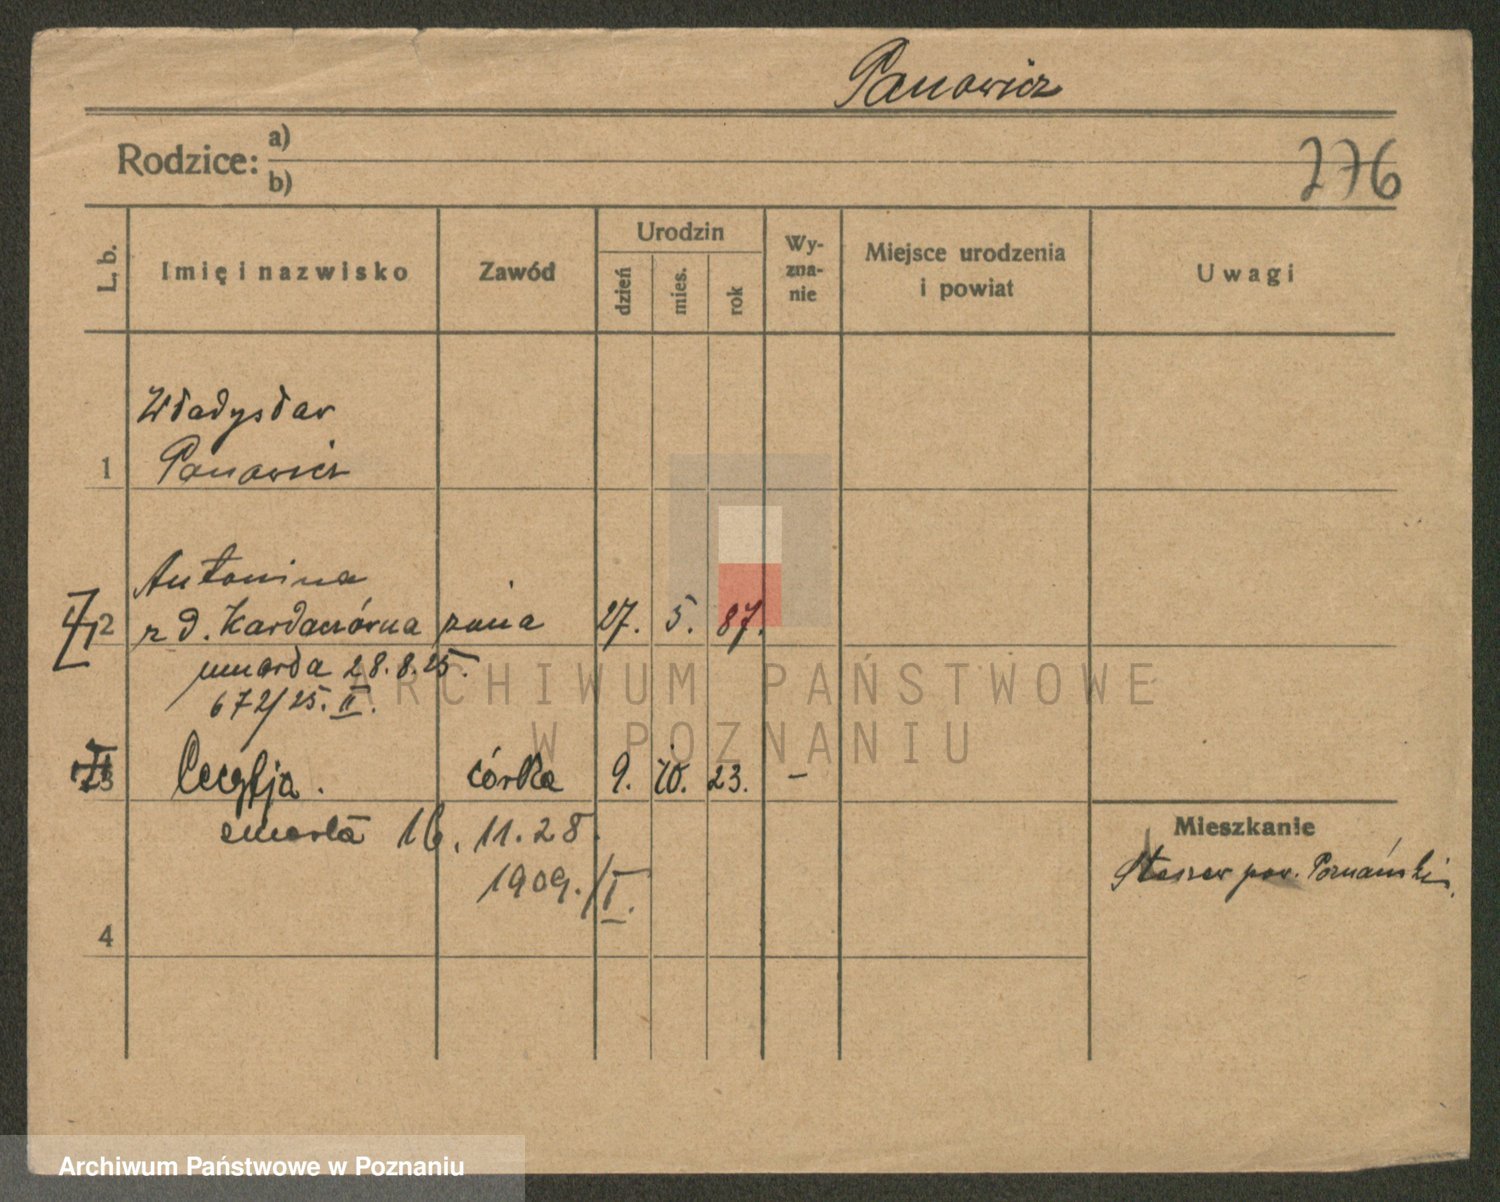 Panowicz
Rodzice: a)
b)
276
L. b.
Imię i nazwisko
Zawód
Urodzin
dzień
mies.
rok
Wy-
zna-
nie
Miejsce urodzenia
i powiat
Uwagi
Władysław
1 Panowicz
Antonina
2 z d. Kardaczówna żona 27. 5. 87.
umarła 28.8.25.
672/25. II.
3 Cecylja. córka 9. 10. 23. –
zmarła 16. 11. 28.
1909./I.
4
Mieszkanie
pow. Poznański.
ARCHIWUM PAŃSTWOWE
W POZNANIU
Archiwum Państwowe w Poznaniu